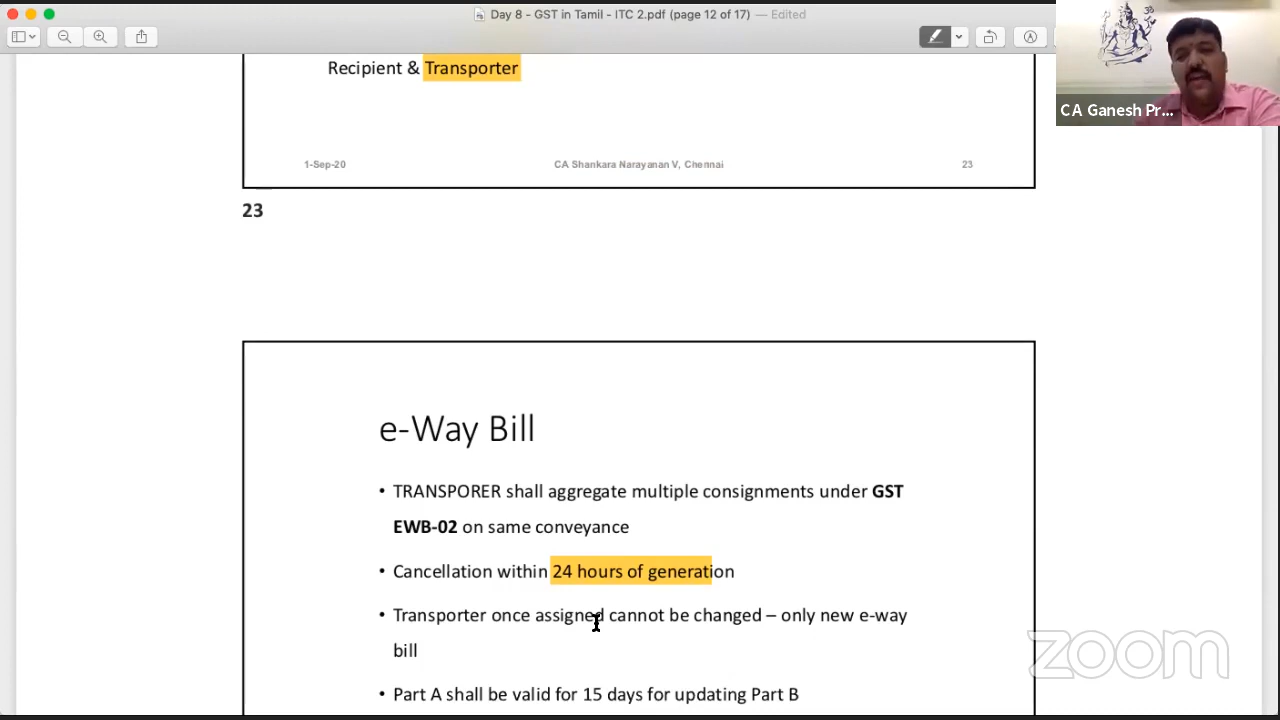 Day 8 - GST in Tamil - ITC 2.pdf (page 12 of 17) — Edited
CA Ganesh Pr...
Recipient & Transporter
1-Sep-20 CA Shankara Narayanan V, Chennai 23
23
e-Way Bill
• TRANSPORER shall aggregate multiple consignments under GST
EWB-02 on same conveyance
• Cancellation within 24 hours of generation
• Transporter once assigned cannot be changed – only new e-way
bill
• Part A shall be valid for 15 days for updating Part B
zoom